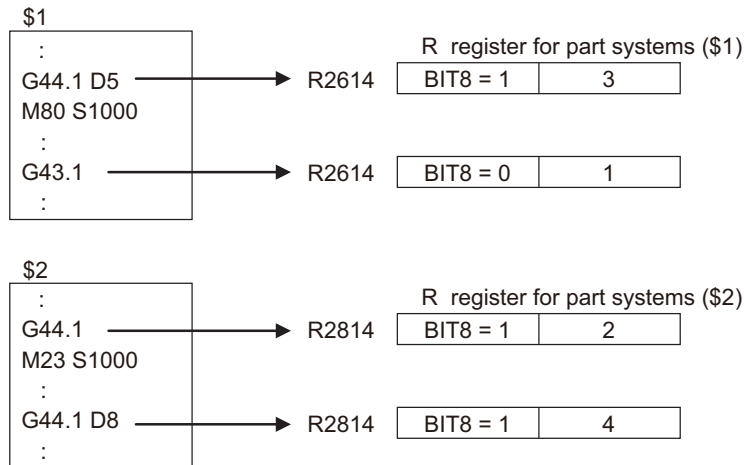 $1
:
R register for part systems ($1)
G44.1 D5 R2614 BIT8 = 1 3
M80 S1000
:
G43.1 R2614 BIT8 = 0 1
:
$2
:
R register for part systems ($2)
G44.1 R2814 BIT8 = 1 2
M23 S1000
:
G44.1 D8 R2814 BIT8 = 1 4
: